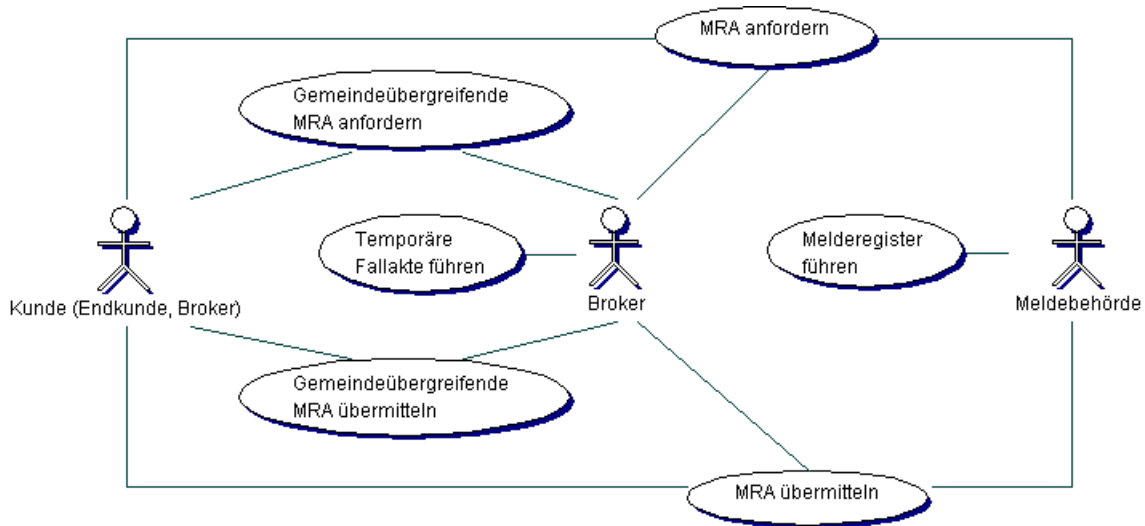 MRA anfordern
Gemeindeübergreifende
MRA anfordern
Temporäre
Fallakte führen
Melderegister
führen
Kunde (Endkunde, Broker)
Broker
Meldebehörde
Gemeindeübergreifende
MRA übermitteln
MRA übermitteln